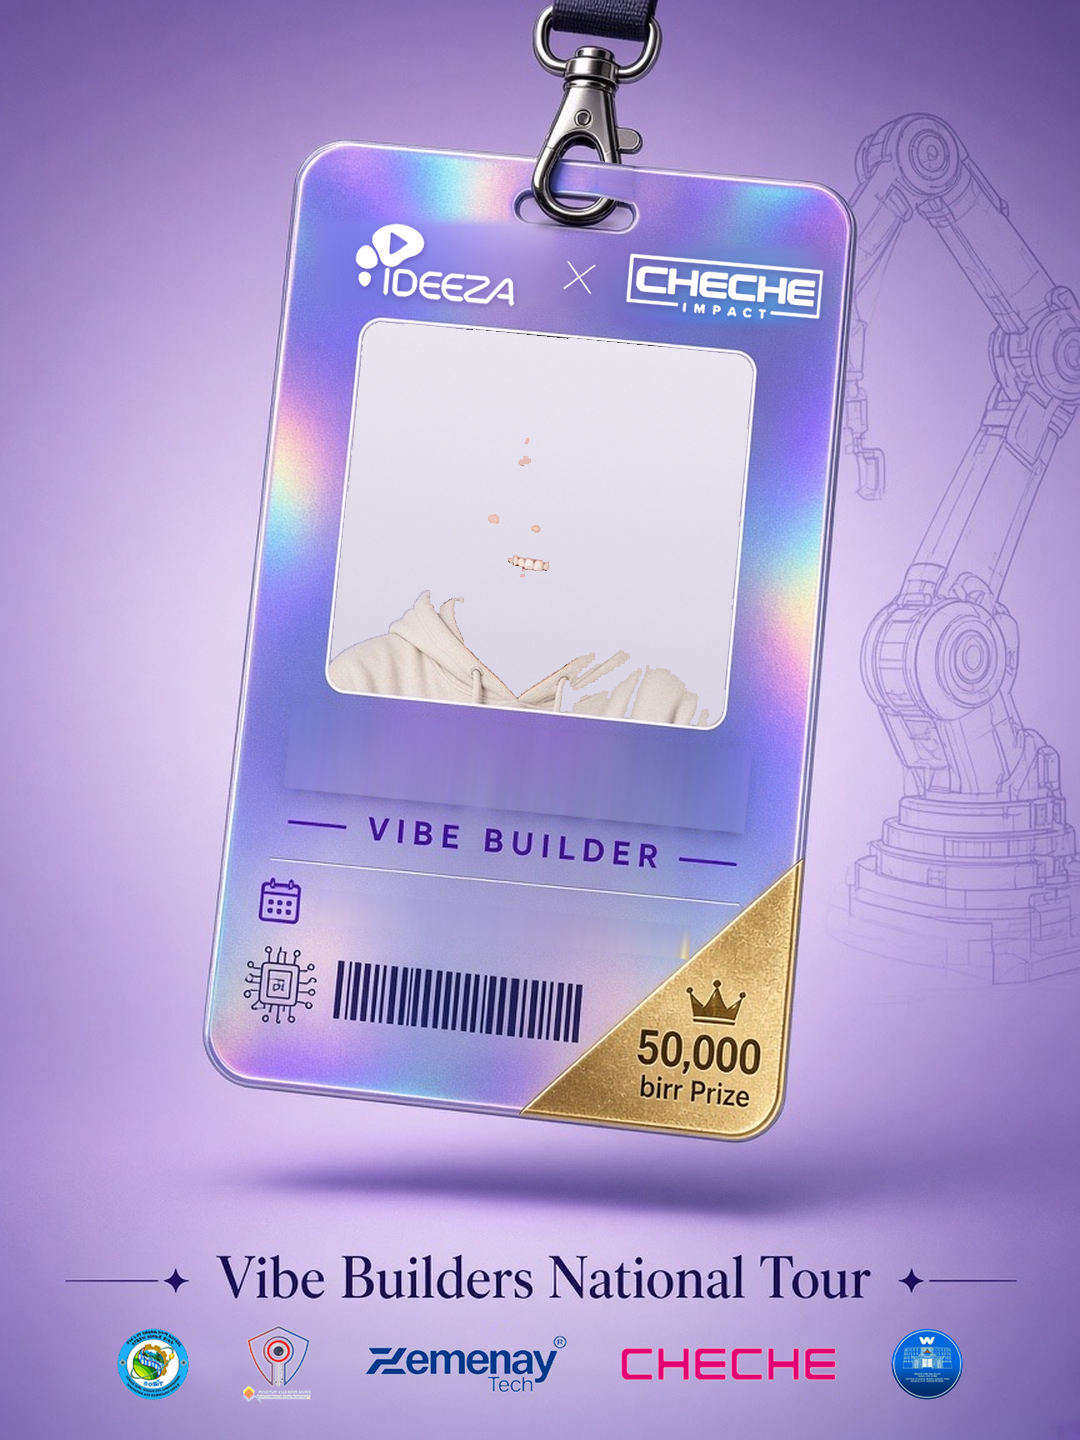 IDEEZA
CHECHE
IMPACT
VIBE BUILDER
50,000
birr Prize
Vibe Builders National Tour
Zemenay®
Tech
CHECHE
W